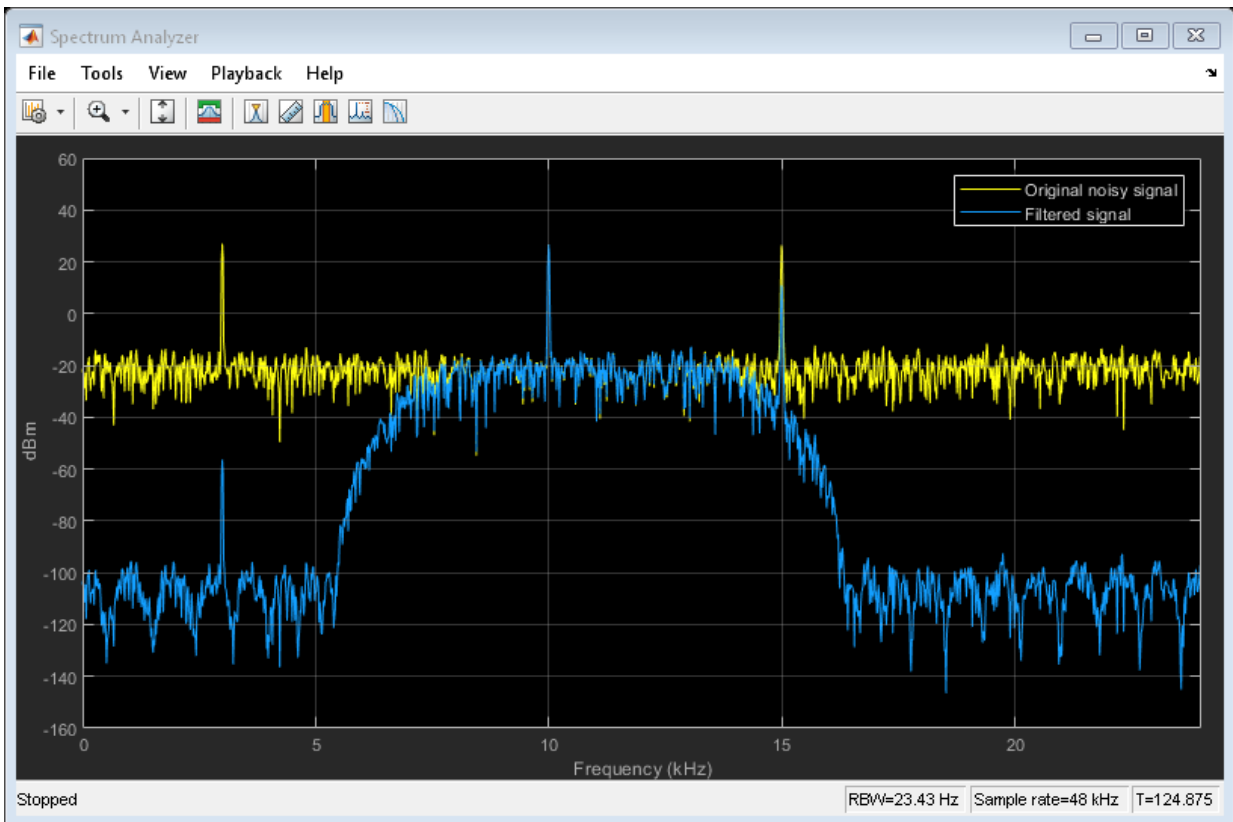 Spectrum Analyzer
File Tools View Playback Help
60
40
20
0
-20
-40
-60
-80
-100
-120
-140
-160
dBm
Original noisy signal
Filtered signal
0 5 10 15 20
Frequency (kHz)
Stopped RBW=23.43 Hz Sample rate=48 kHz T=124.875